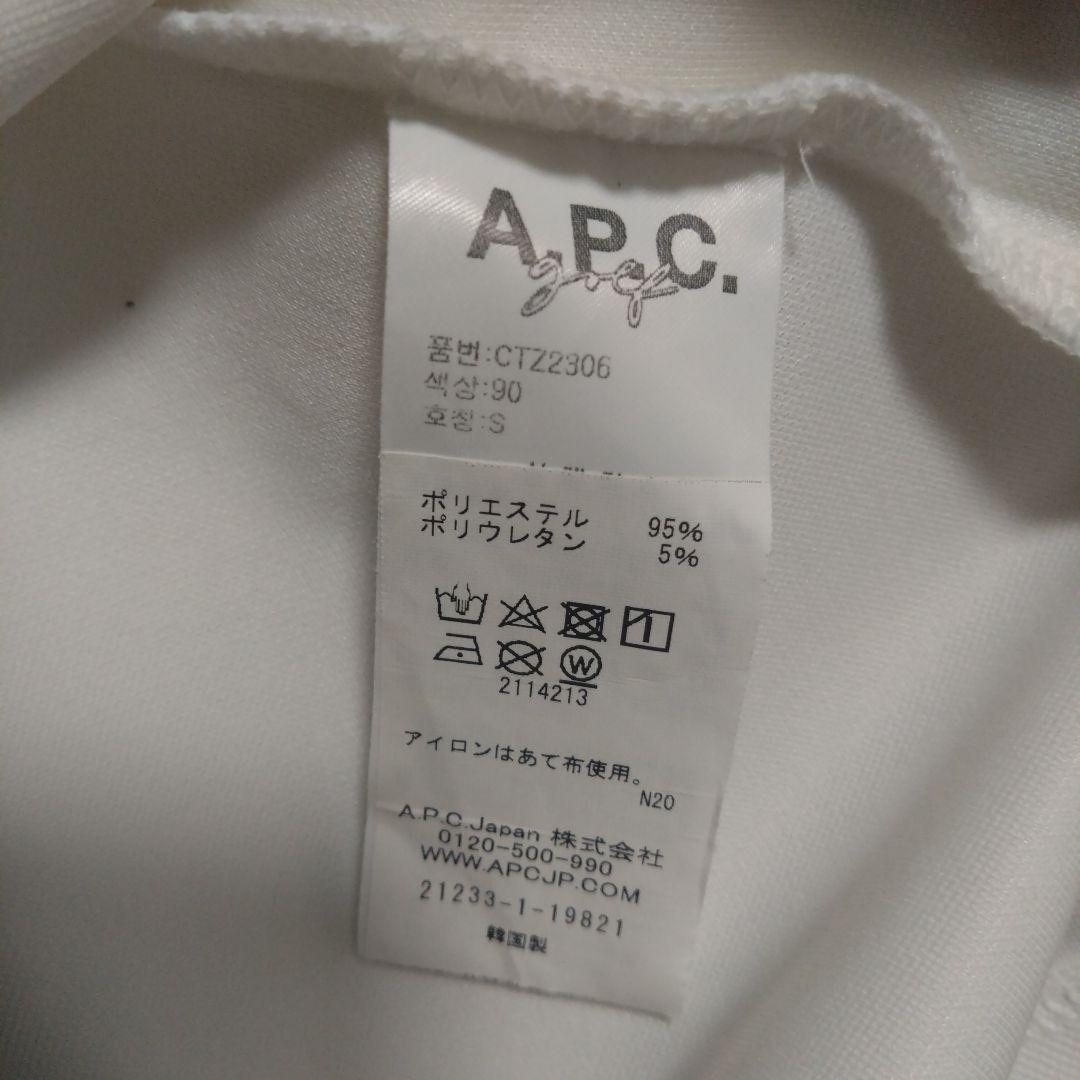 A.P.C.
golf
품번:CTZ2306
색상:90
호칭:S
ポリエステル 95%
ポリウレタン 5%
W
2114213
アイロンはあて布使用。
N20
A.P.C.Japan 株式会社
0120-500-990
WWW.APCJP.COM
21233-1-19821
韓国製